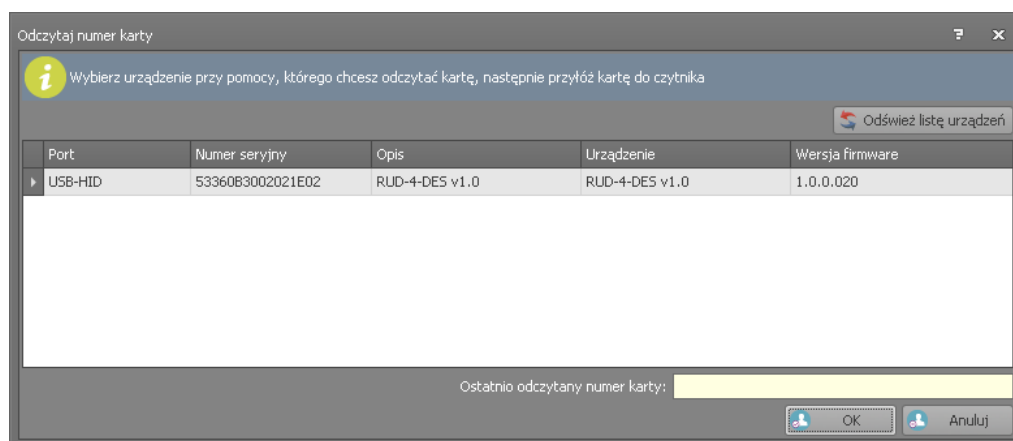 Odczytaj numer karty
Wybierz urządzenie przy pomocy, którego chcesz odczytać kartę, następnie przyłóż kartę do czytnika
Odśwież listę urządzeń
Port Numer seryjny Opis Urządzenie Wersja firmware
USB-HID 53360B3002021E02 RUD-4-DES v1.0 RUD-4-DES v1.0 1.0.0.020
Ostatnio odczytany numer karty:
OK Anuluj